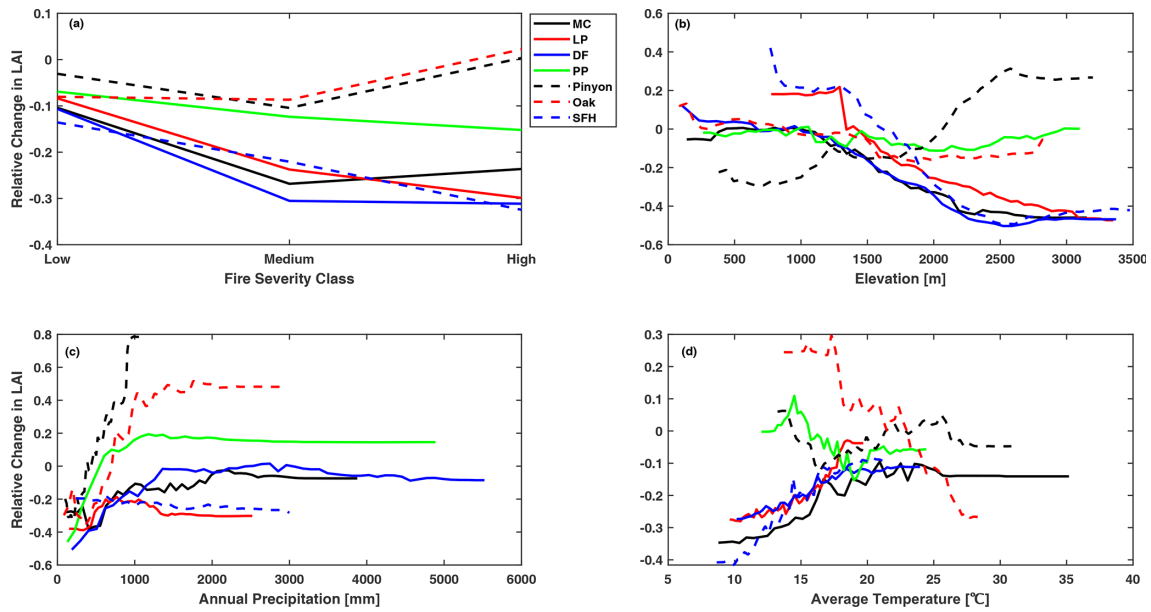 (a)
Relative Change in LAI
0.1
0
-0.1
-0.2
-0.3
-0.4
Low
Medium
High
Fire Severity Class
MC
LP
DF
PP
Pinyon
Oak
SFH
(b)
0.6
0.4
0.2
0
-0.2
-0.4
-0.6
0
500
1000
1500
2000
2500
3000
3500
Elevation [m]
(c)
Relative Change in LAI
0.8
0.6
0.4
0.2
0
-0.2
-0.4
-0.6
0
1000
2000
3000
4000
5000
6000
Annual Precipitation [mm]
(d)
0.3
0.2
0.1
0
-0.1
-0.2
-0.3
-0.4
5
10
15
20
25
30
35
40
Average Temperature [℃]